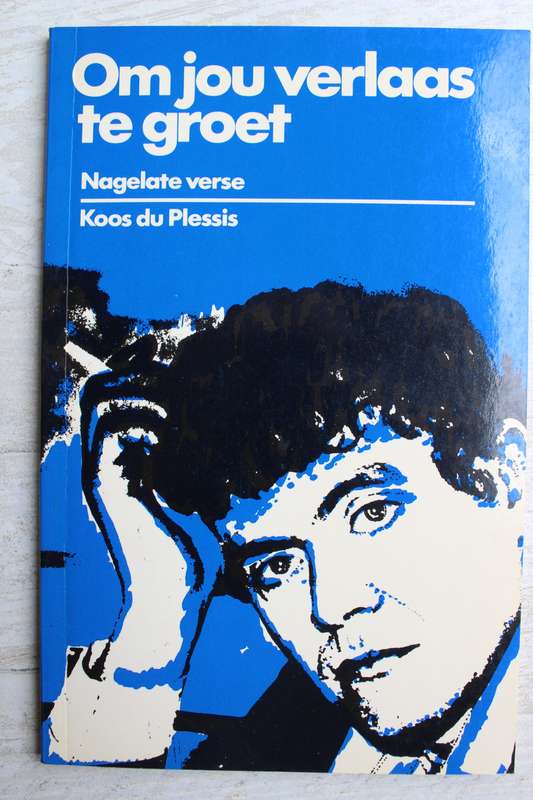 Om jou verlaas
te groet
Nagelate verse
Koos du Plessis